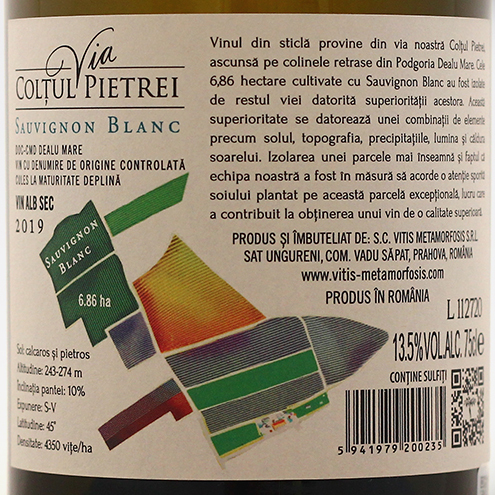 Via
COLȚUL PIETREI
SAUVIGNON BLANC
DOC-CMD DEALU MARE
VIN CU DENUMIRE DE ORIGINE CONTROLATĂ
CULES LA MATURITATE DEPLINĂ
VIN ALB SEC
2019
SAUVIGNON
BLANC
6.86 ha
Sol: calcaros și pietros
Altitudine: 243-274 m
Înclinația pantei: 10%
Expunere: S-V
Latitudine: 45°
Densitate: 4350 vițe/ha
Vinul din sticlă provine din via noastră Colțul Pietrei,
ascunsă pe colinele retrase din Podgoria Dealu Mare. Cele
6,86 hectare cultivate cu Sauvignon Blanc au fost izolate
de restul viei datorită superiorității acestora. Această
superioritate se datorează unei combinații de elemente
precum solul, topografia, precipitațiile, lumina și căldura
soarelui. Izolarea unei parcele mai înseamnă și faptul că
echipa noastră a fost în măsură să acorde o atenție sporită
soiului plantat pe această parcelă excepțională, lucru care
a contribuit la obținerea unui vin de o calitate superioară.
PRODUS ȘI ÎMBUTELIAT DE: S.C. VITIS METAMORFOSIS S.R.L
SAT UNGURENI, COM. VADU SĂPAT, PRAHOVA, ROMÂNIA
www.vitis-metamorfosis.com
PRODUS ÎN ROMÂNIA
L 112720
13.5%VOL.ALC. 75cl e
CONȚINE SULFIȚI
5 941979 200235